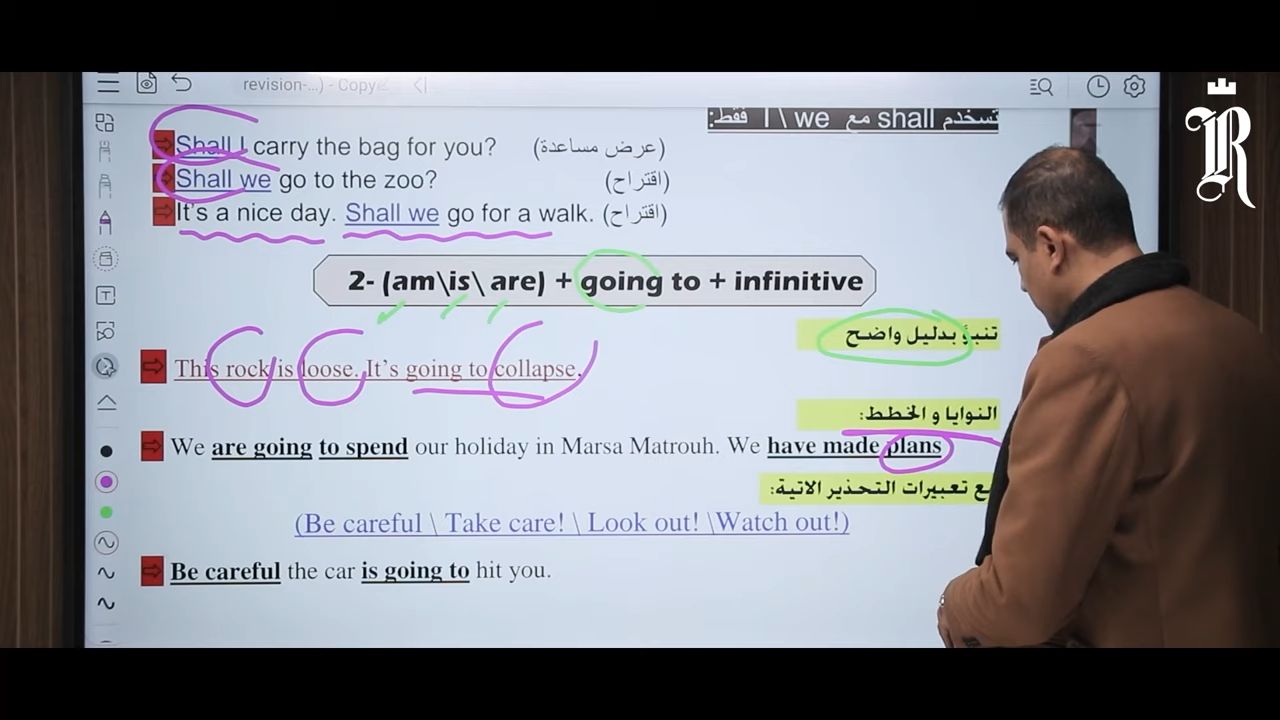 revision-...) - Copy
تستخدم shall مع I \ we فقط:
Shall I carry the bag for you? (عرض مساعدة)
Shall we go to the zoo? (اقتراح)
It's a nice day. Shall we go for a walk. (اقتراح)
2- (am\is\ are) + going to + infinitive
تنبؤ بدليل واضح
This rock is loose. It's going to collapse.
النوايا و الخطط:
We are going to spend our holiday in Marsa Matrouh. We have made plans
تعبيرات التحذير الاتية:
(Be careful \ Take care! \ Look out! \Watch out!)
Be careful the car is going to hit you.
R